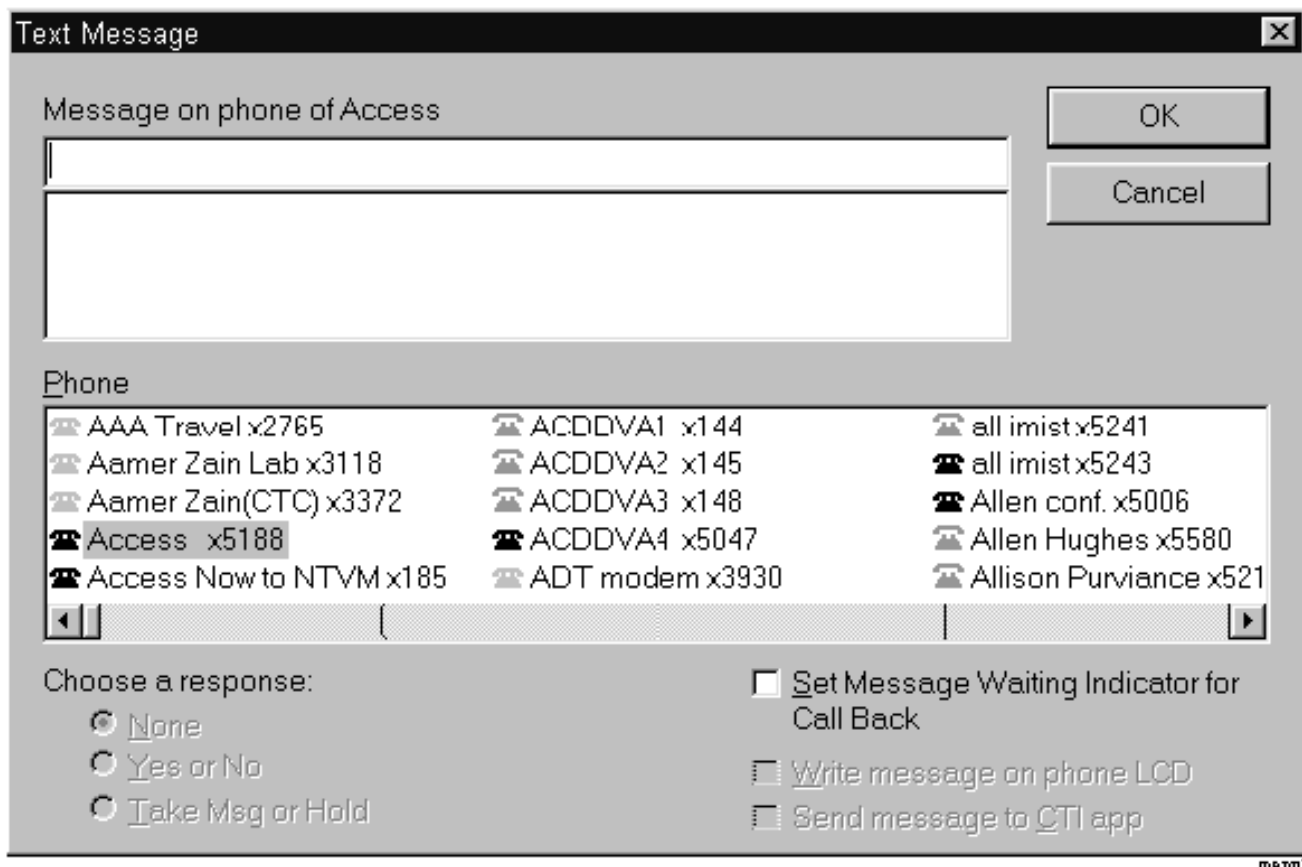 Text Message
Message on phone of Access
OK
Cancel
Phone
AAA Travel x2765
Aamer Zain Lab x3118
Aamer Zain(CTC) x3372
Access x5188
Access Now to NTVM x185
ACDDVA1 x144
ACDDVA2 x145
ACDDVA3 x148
ACDDVA4 x5047
ADT modem x3930
all imist x5241
all imist x5243
Allen conf. x5006
Allen Hughes x5580
Allison Purviance x521
Choose a response:
None
Yes or No
Take Msg or Hold
Set Message Waiting Indicator for
Call Back
Write message on phone LCD
Send message to CTI app